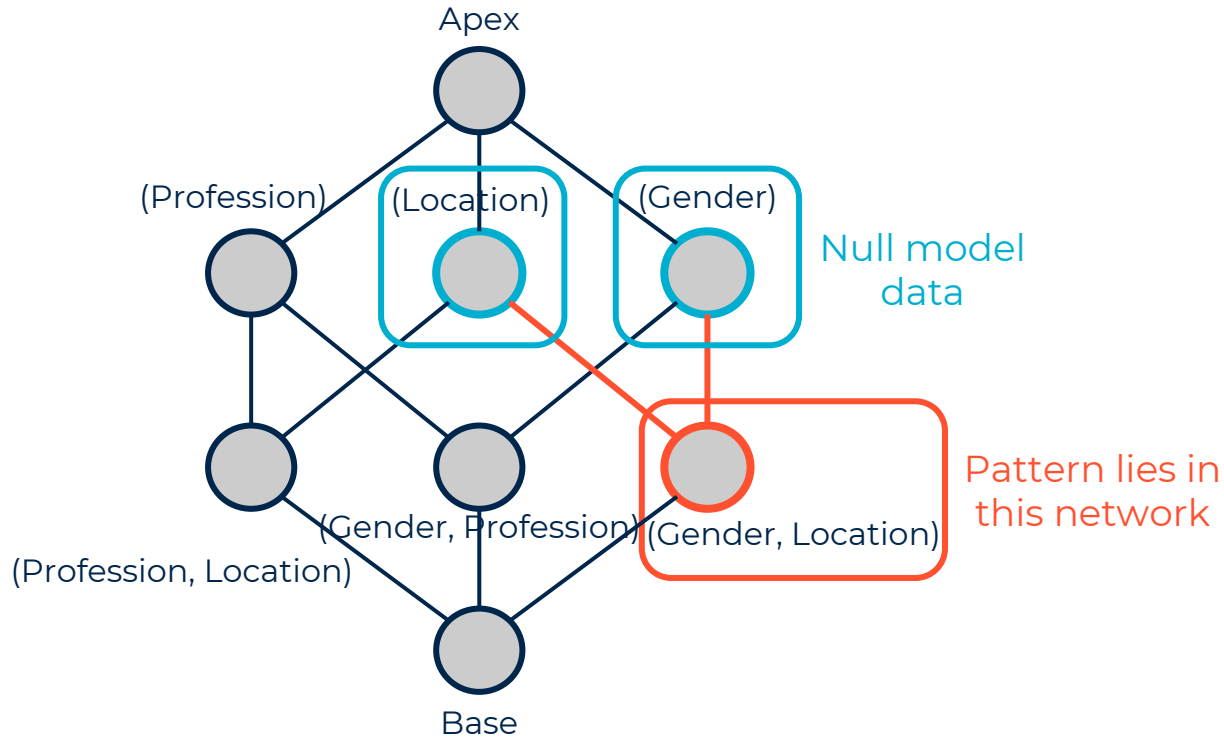 Apex
(Profession)
(Location)
(Gender)
Null model
data
Pattern lies in
this network
(Gender, Profession)
(Gender, Location)
(Profession, Location)
Base